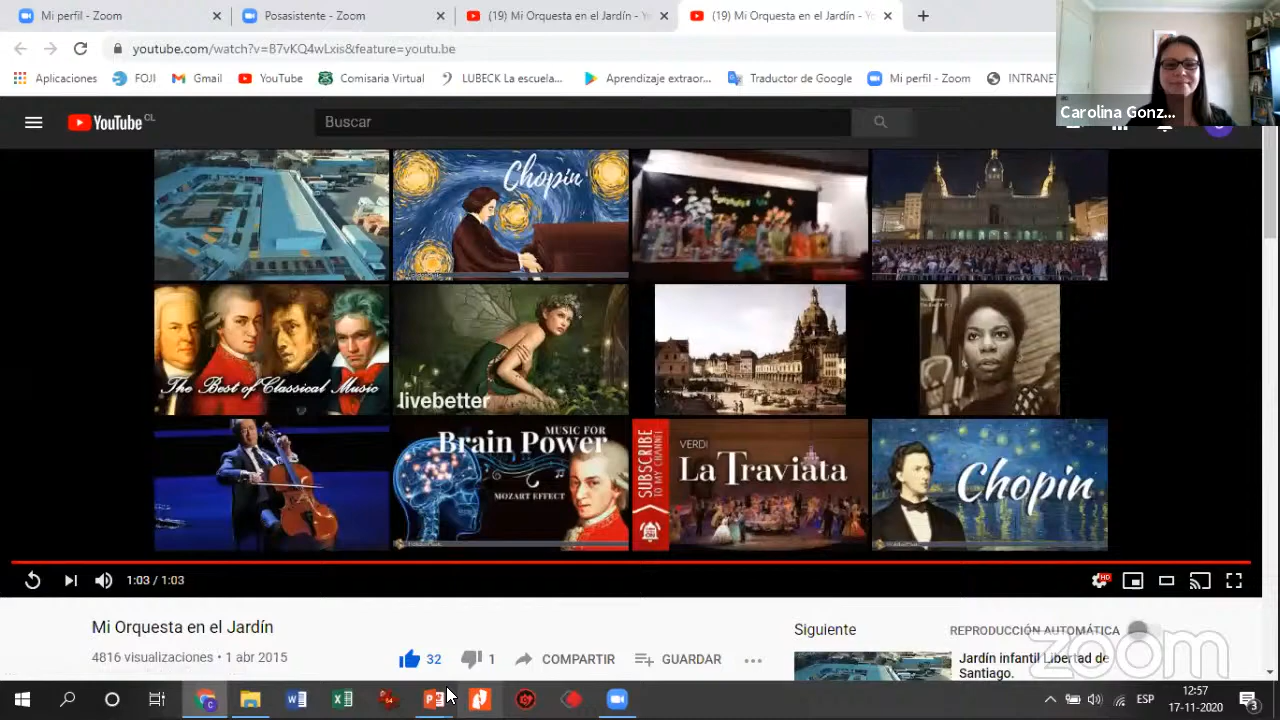 Mi perfil - Zoom
Posasistente - Zoom
(19) Mi Orquesta en el Jardín - Y
(19) Mi Orquesta en el Jardín - Y
youtube.com/watch?v=B7vKQ4wLxis&feature=youtu.be
Aplicaciones
FOJI
Gmail
YouTube
Comisaria Virtual
LUBECK La escuela...
Aprendizaje extraor...
Traductor de Google
Mi perfil - Zoom
INTRANET
Carolina Gonz...
YouTube CL
Buscar
Chopin
The Best of Classical Music
livebetter
MUSIC FOR
Brain Power
MOZART EFFECT
SUBSCRIBE
TO MY CHANNEL
VERDI
La Traviata
Chopin
1:03 / 1:03
HD
Mi Orquesta en el Jardín
4816 visualizaciones • 1 abr 2015
32
1
COMPARTIR
GUARDAR
Siguiente
REPRODUCCIÓN AUTOMÁTICA
Jardín infantil Libertad de
Santiago.
zoom
ESP
12:57
17-11-2020
3